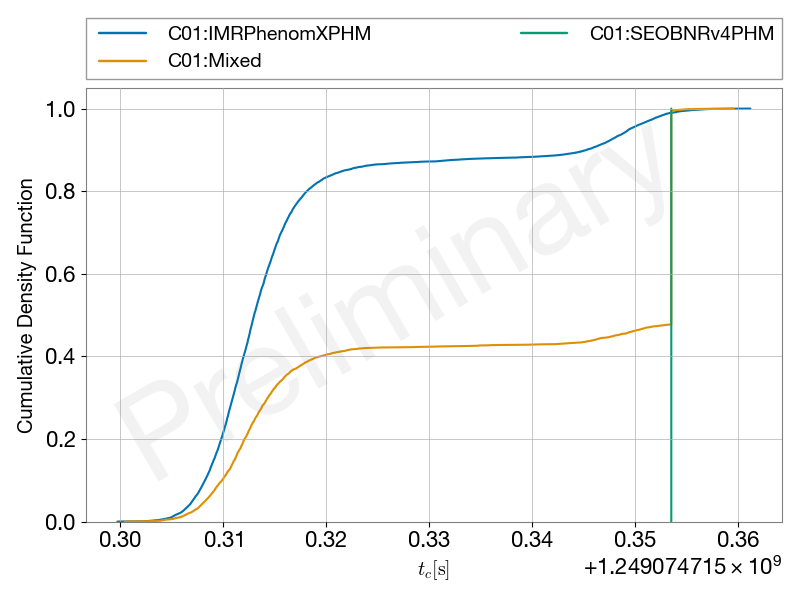 C01:IMRPhenomXPHM
C01:Mixed
C01:SEOBNRv4PHM
Cumulative Density Function
1.0
0.8
0.6
0.4
0.2
0.0
Preliminary
0.30 0.31 0.32 0.33 0.34 0.35 0.36
t_c[s]
+1.249074715 × 10⁹